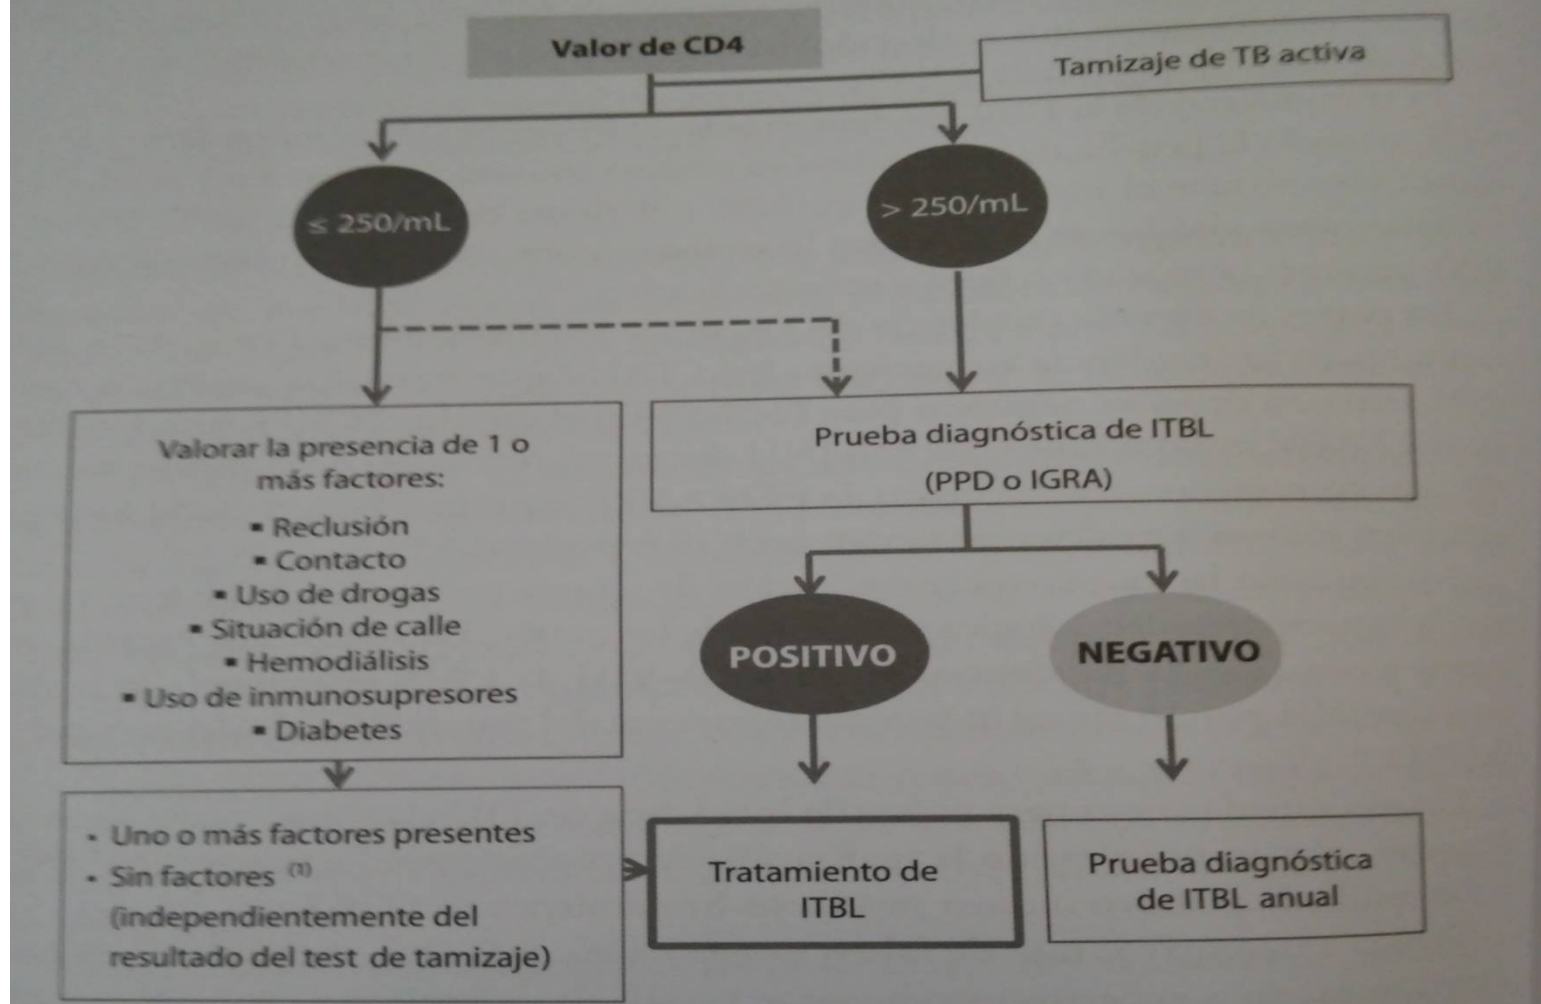 Valor de CD4
Tamizaje de TB activa
≤ 250/mL
> 250/mL
Valorar la presencia de 1 o
más factores:
▪ Reclusión
▪ Contacto
▪ Uso de drogas
▪ Situación de calle
▪ Hemodiálisis
▪ Uso de inmunosupresores
▪ Diabetes
Prueba diagnóstica de ITBL
(PPD o IGRA)
POSITIVO
NEGATIVO
• Uno o más factores presentes
• Sin factores (1)
(independientemente del
resultado del test de tamizaje)
Tratamiento de
ITBL
Prueba diagnóstica
de ITBL anual